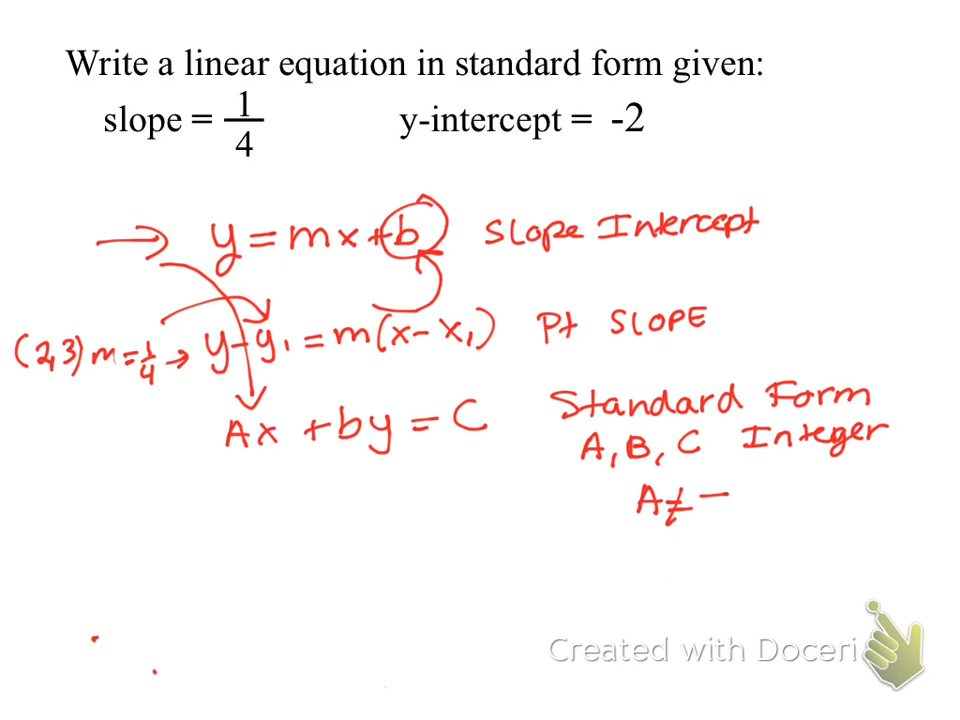 Write a linear equation in standard form given:
slope = 1/4 y-intercept = -2
→ y = mx + b Slope Intercept
(2,3) m = 1/4 → y - y₁ = m(x - x₁) Pt SLOPE
Ax + by = C Standard Form
A, B, C Integer
A ≠ -
Created with Doceri